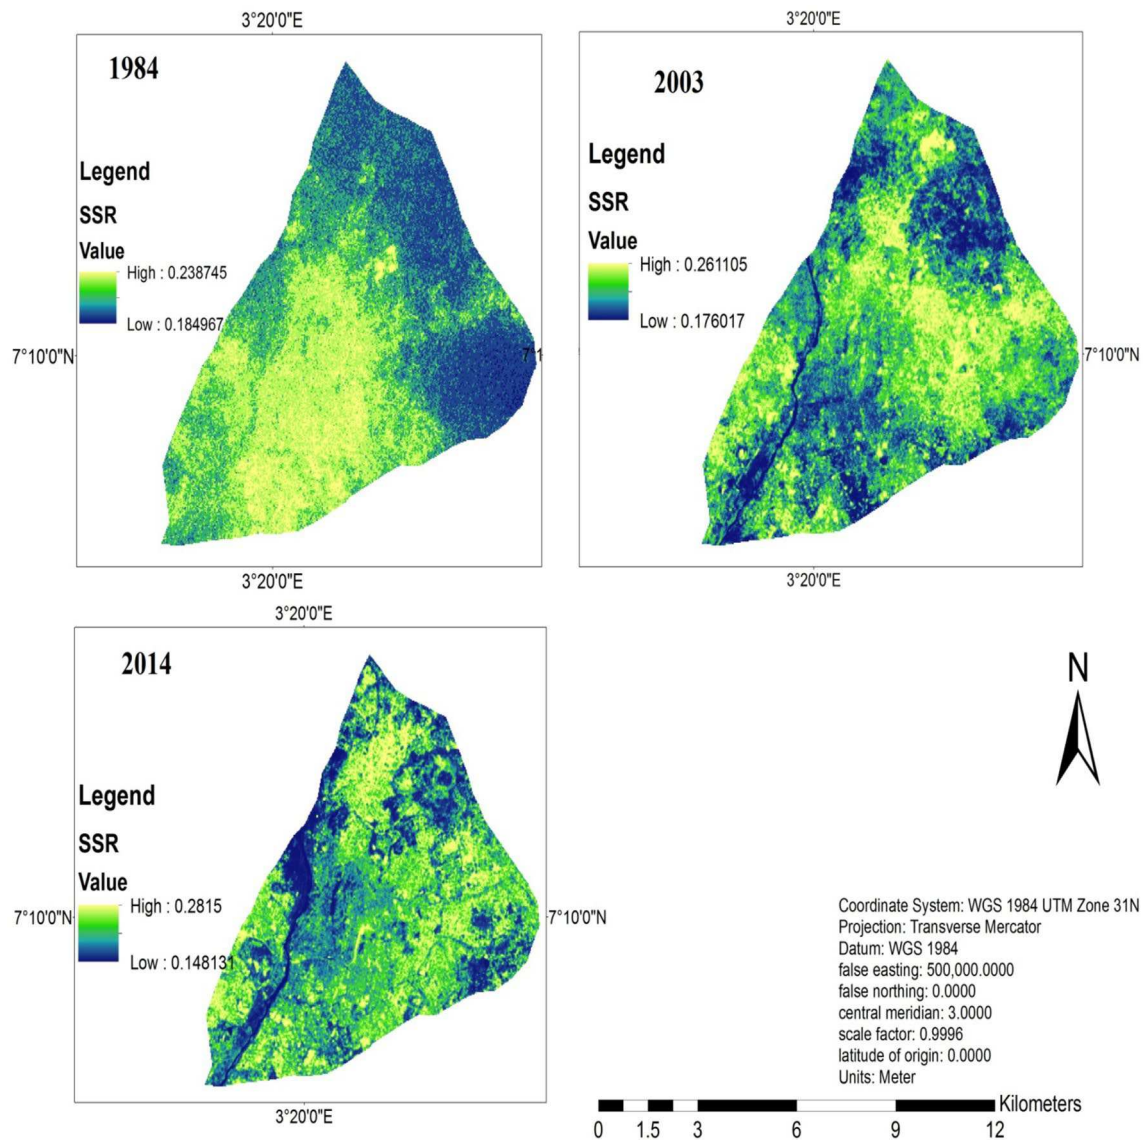 3°20'0"E
1984
Legend
SSR
Value
High : 0.238745
Low : 0.184967
7°10'0"N
7°1
3°20'0"E
3°20'0"E
2003
Legend
SSR
Value
High : 0.261105
Low : 0.176017
7°10'0"N
3°20'0"E
3°20'0"E
2014
Legend
SSR
Value
High : 0.2815
Low : 0.148131
7°10'0"N
7°10'0"N
3°20'0"E
N
Coordinate System: WGS 1984 UTM Zone 31N
Projection: Transverse Mercator
Datum: WGS 1984
false easting: 500,000.0000
false northing: 0.0000
central meridian: 3.0000
scale factor: 0.9996
latitude of origin: 0.0000
Units: Meter
Kilometers
0 1.5 3 6 9 12